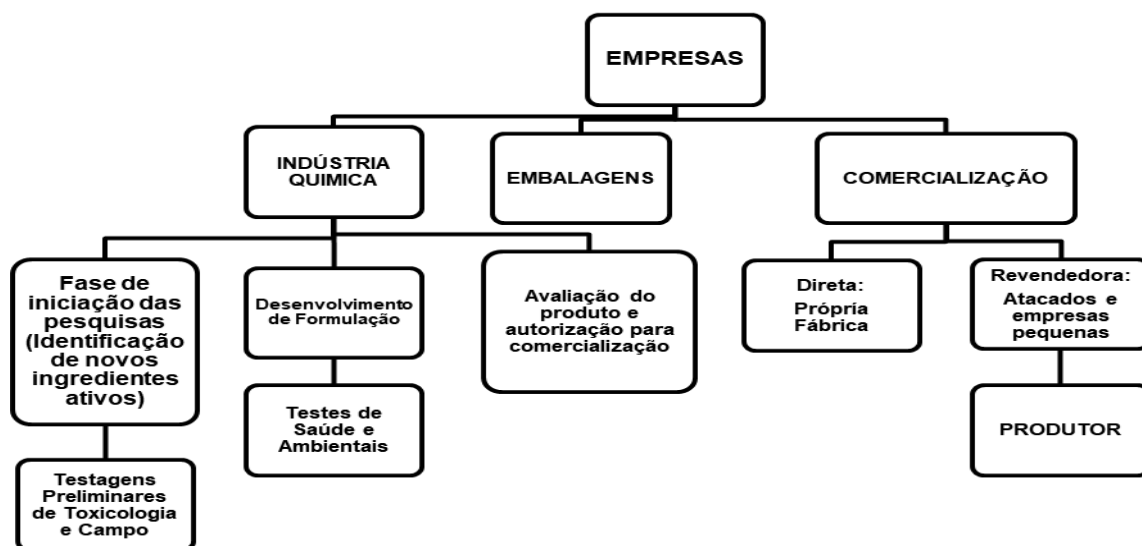 EMPRESAS
INDÚSTRIA
QUIMICA
EMBALAGENS
COMERCIALIZAÇÃO
Fase de
iniciação das
pesquisas
(Identificação
de novos
ingredientes
ativos)
Desenvolvimento
de Formulação
Avaliação do
produto e
autorização para
comercialização
Direta:
Própria
Fábrica
Revendedora:
Atacados e
empresas
pequenas
Testes de
Saúde e
Ambientais
PRODUTOR
Testagens
Preliminares
de Toxicologia
e Campo